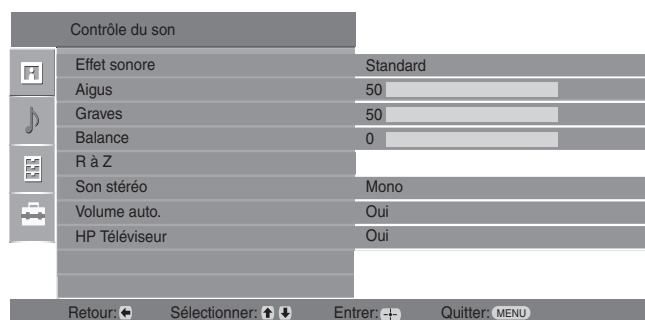 Contrôle du son
Effet sonore Standard
Aigus 50
Graves 50
Balance 0
R à Z
Son stéréo Mono
Volume auto. Oui
HP Téléviseur Oui
Retour: Sélectionner: Entrer: Quitter: MENU